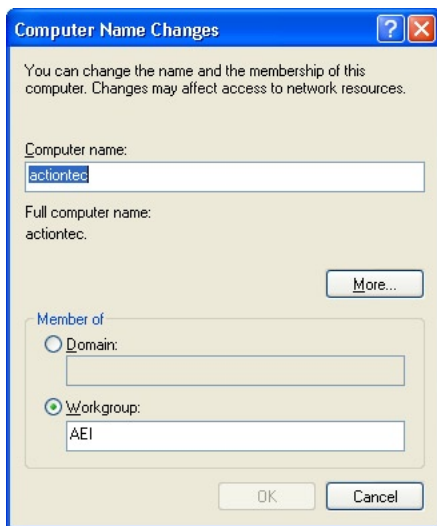 Computer Name Changes
You can change the name and the membership of this
computer. Changes may affect access to network resources.
Computer name:
actiontec
Full computer name:
actiontec.
More...
Member of
Domain:
Workgroup:
AEI
OK
Cancel